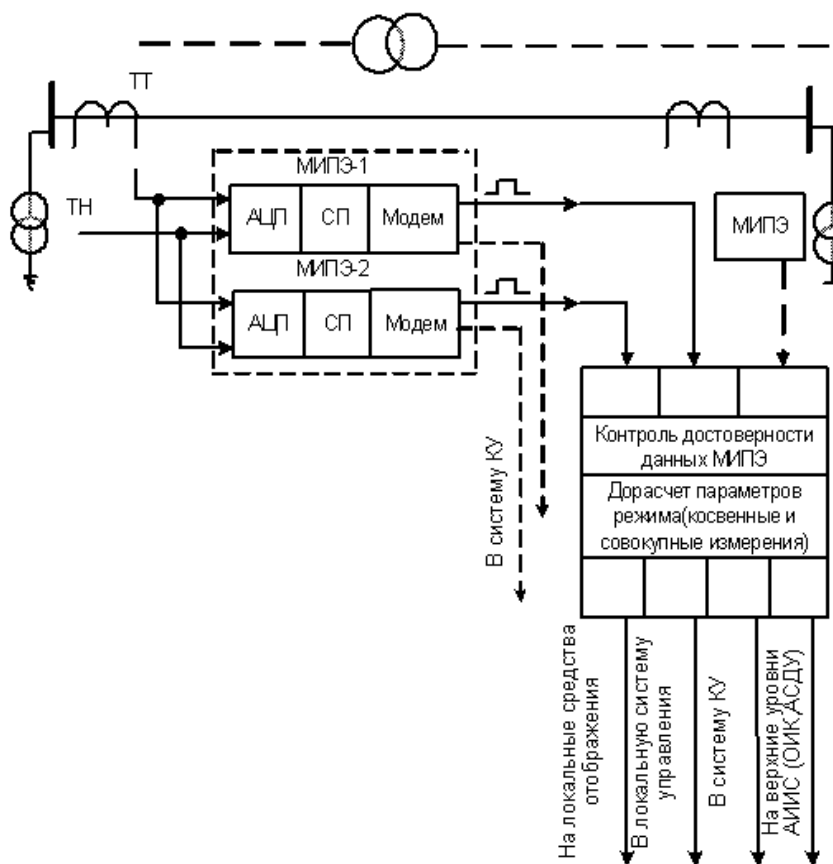 ТТ
МИПЭ-1
АЦП
СП
Модем
ТН
МИПЭ
МИПЭ-2
АЦП
СП
Модем
Контроль достоверности
данных МИПЭ
Дорасчет параметров
режима(косвенные и
совокупные измерения)
В систему КУ
На локальные средства
отображения
В локальную систему
управления
В систему КУ
На верхние уровни
АИИС (ОИК,АСДУ)